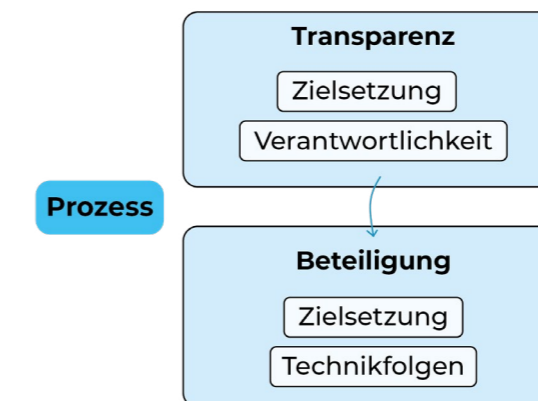 Transparenz
Zielsetzung
Verantwortlichkeit
Prozess
Beteiligung
Zielsetzung
Technikfolgen